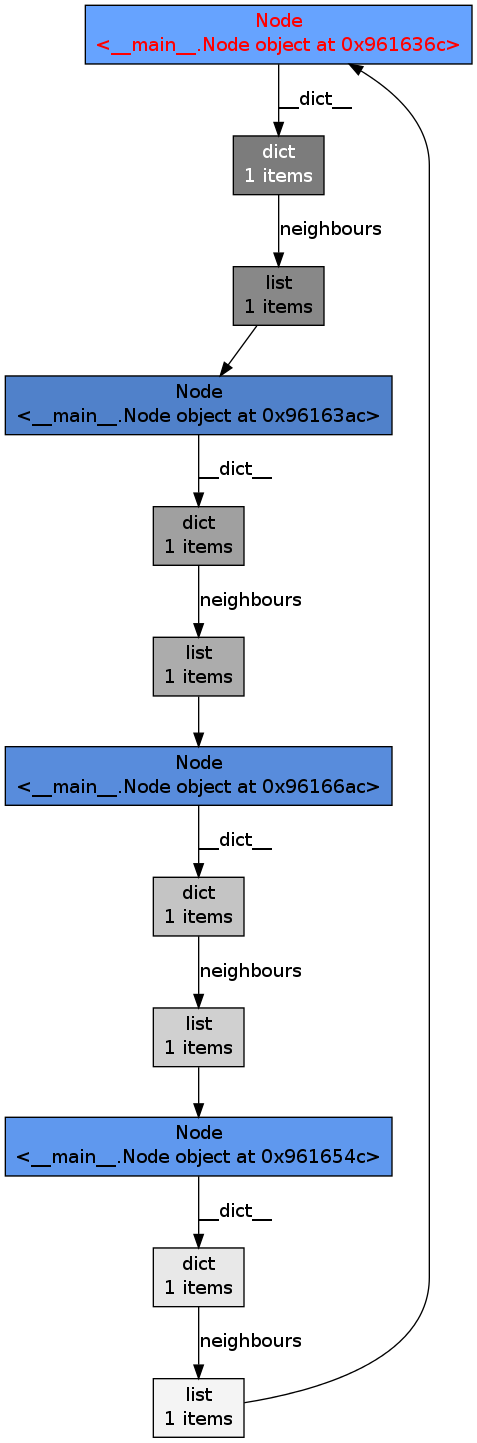 Node
<__main__.Node object at 0x961636c>
__dict__
dict
1 items
neighbours
list
1 items
Node
<__main__.Node object at 0x96163ac>
__dict__
dict
1 items
neighbours
list
1 items
Node
<__main__.Node object at 0x96166ac>
__dict__
dict
1 items
neighbours
list
1 items
Node
<__main__.Node object at 0x961654c>
__dict__
dict
1 items
neighbours
list
1 items